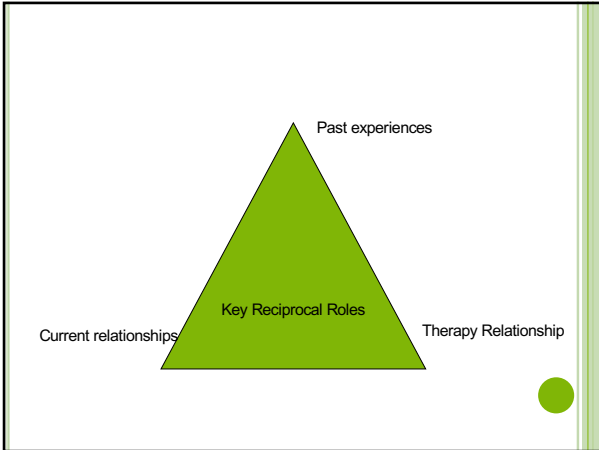 Past experiences
Key Reciprocal Roles
Current relationships
Therapy Relationship